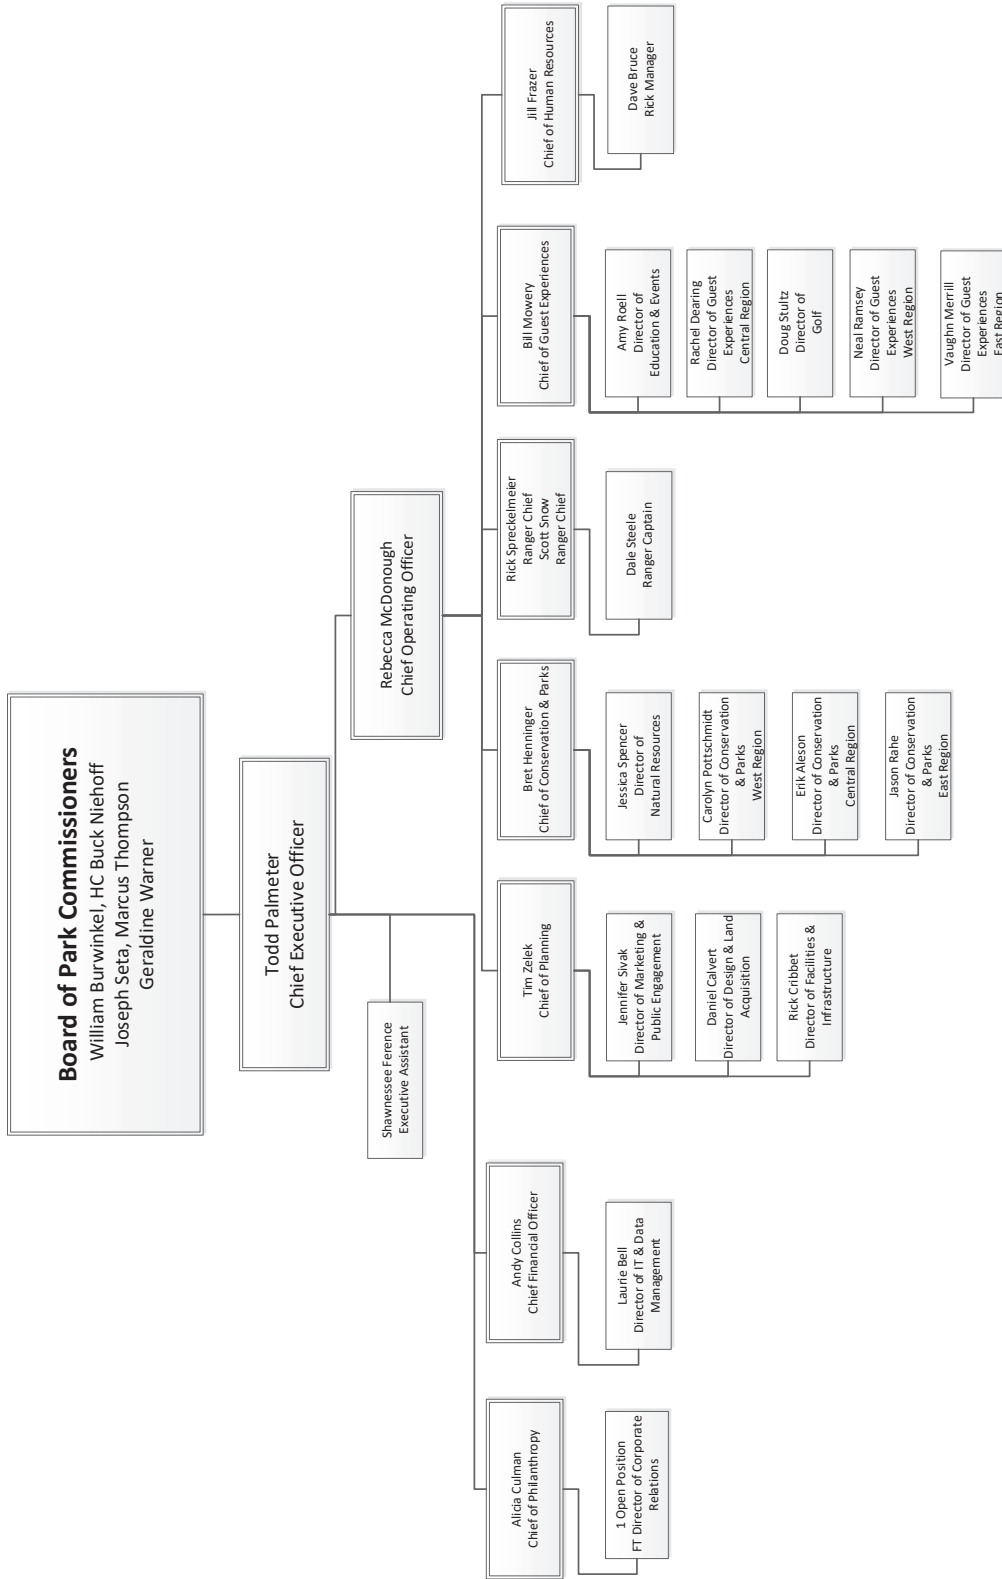 Board of Park Commissioners
William Burwinkel, HC Buck Niehoff
Joseph Seta, Marcus Thompson
Geraldine Warner
Todd Palmeter
Chief Executive Officer
Shawnessee Ference
Executive Assistant
Rebecca McDonough
Chief Operating Officer
Alicia Culman
Chief of Philanthropy
Andy Collins
Chief Financial Officer
Tim Zelek
Chief of Planning
Bret Henninger
Chief of Conservation & Parks
Rick Spreckelmeier
Ranger Chief
Scott Snow
Ranger Chief
Bill Mowery
Chief of Guest Experiences
Jill Frazer
Chief of Human Resources
1 Open Position
FT Director of Corporate
Relations
Laurie Bell
Director of IT & Data
Management
Jennifer Sivak
Director of Marketing &
Public Engagement
Daniel Calvert
Director of Design & Land
Acquisition
Rick Cribbet
Director of Facilities &
Infrastructure
Jessica Spencer
Director of
Natural Resources
Carolyn Pottschmidt
Director of Conservation
& Parks
West Region
Erik Aleson
Director of Conservation
& Parks
Central Region
Jason Rahe
Director of Conservation
& Parks
East Region
Dale Steele
Ranger Captain
Amy Roell
Director of
Education & Events
Rachel Dearing
Director of Guest
Experiences
Central Region
Doug Stultz
Director of
Golf
Neal Ramsey
Director of Guest
Experiences
West Region
Vaughn Merrill
Director of Guest
Experiences
East Region
Dave Bruce
Rick Manager